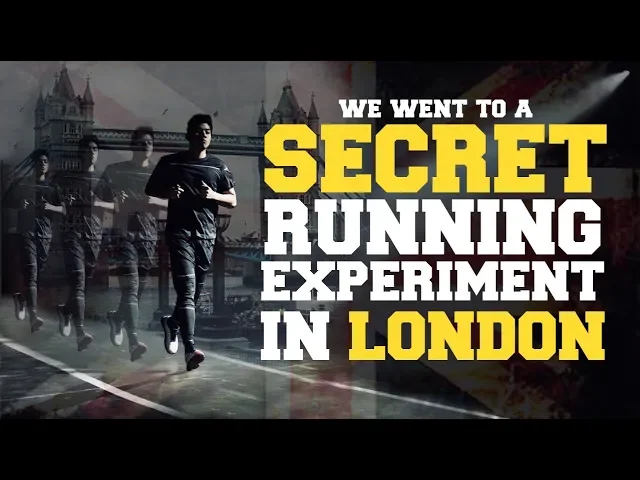 WE WENT TO A
SECRET
RUNNING
EXPERIMENT
IN LONDON